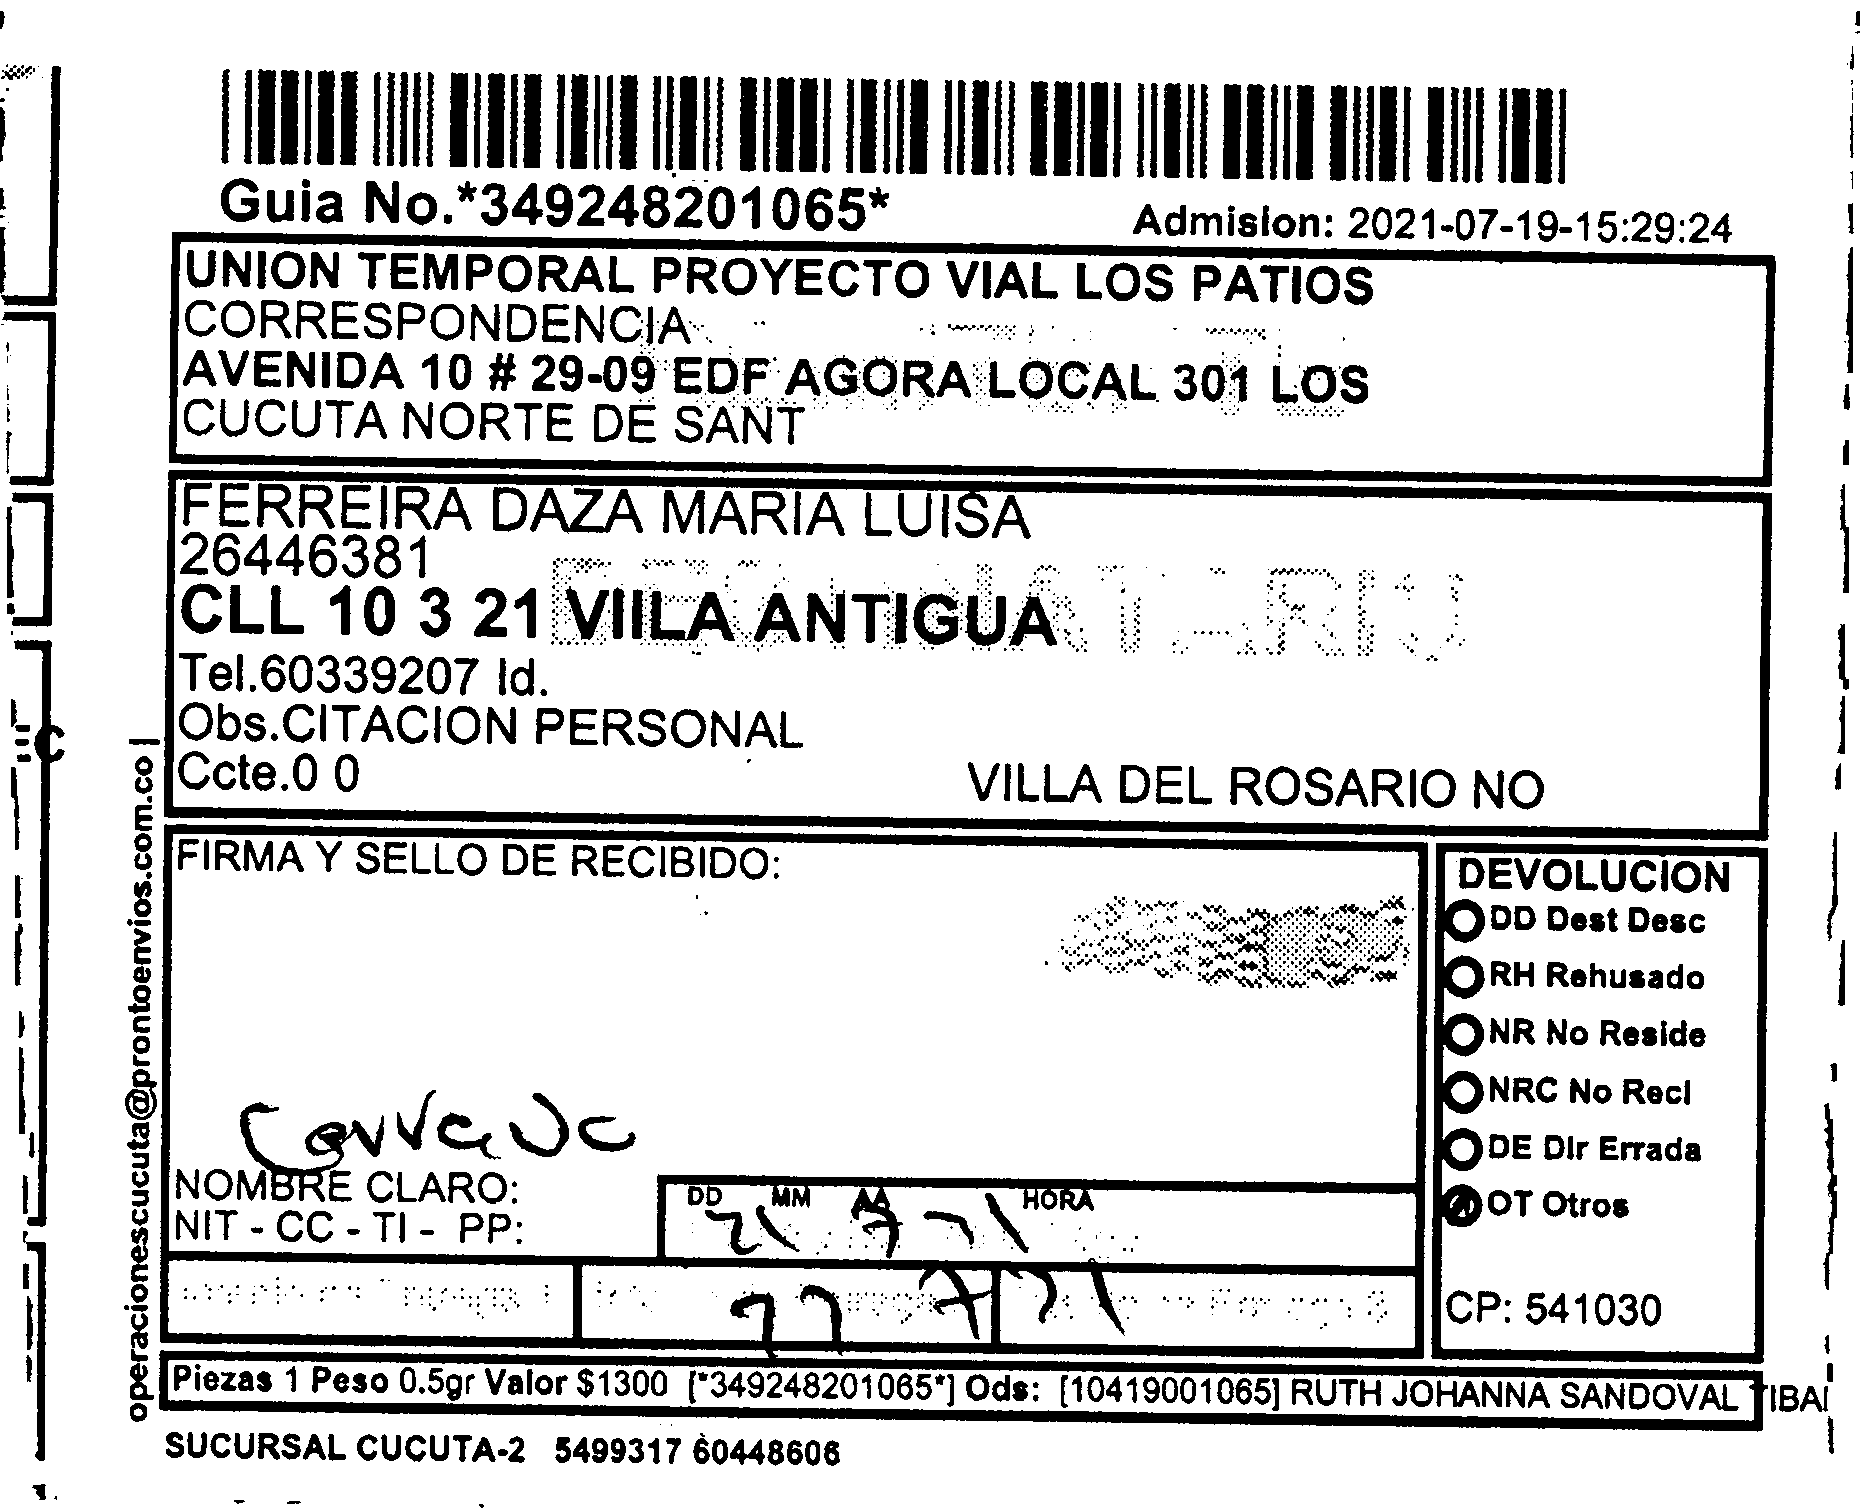 Guia No.*349248201065*
Admision: 2021-07-19-15:29:24
UNION TEMPORAL PROYECTO VIAL LOS PATIOS
CORRESPONDENCIA
AVENIDA 10 # 29-09 EDF AGORA LOCAL 301 LOS
CUCUTA NORTE DE SANT
FERREIRA DAZA MARIA LUISA
26446381
CLL 10 3 21 VIILA ANTIGUA
Tel.60339207 Id.
Obs.CITACION PERSONAL
Ccte.0 0
VILLA DEL ROSARIO NO
operacionescucuta@prontoenvios.com.co |
FIRMA Y SELLO DE RECIBIDO:
NOMBRE CLARO:
NIT - CC - TI - PP:
DD MM AA HORA
21 7 21
DEVOLUCION
DD Dest Desc
RH Rehusado
NR No Reside
NRC No Recl
DE Dir Errada
OT Otros
CP: 541030
Piezas 1 Peso 0.5gr Valor $1300 [*349248201065*] Ods: [10419001065] RUTH JOHANNA SANDOVAL TIBA
SUCURSAL CUCUTA-2 5499317 60448606